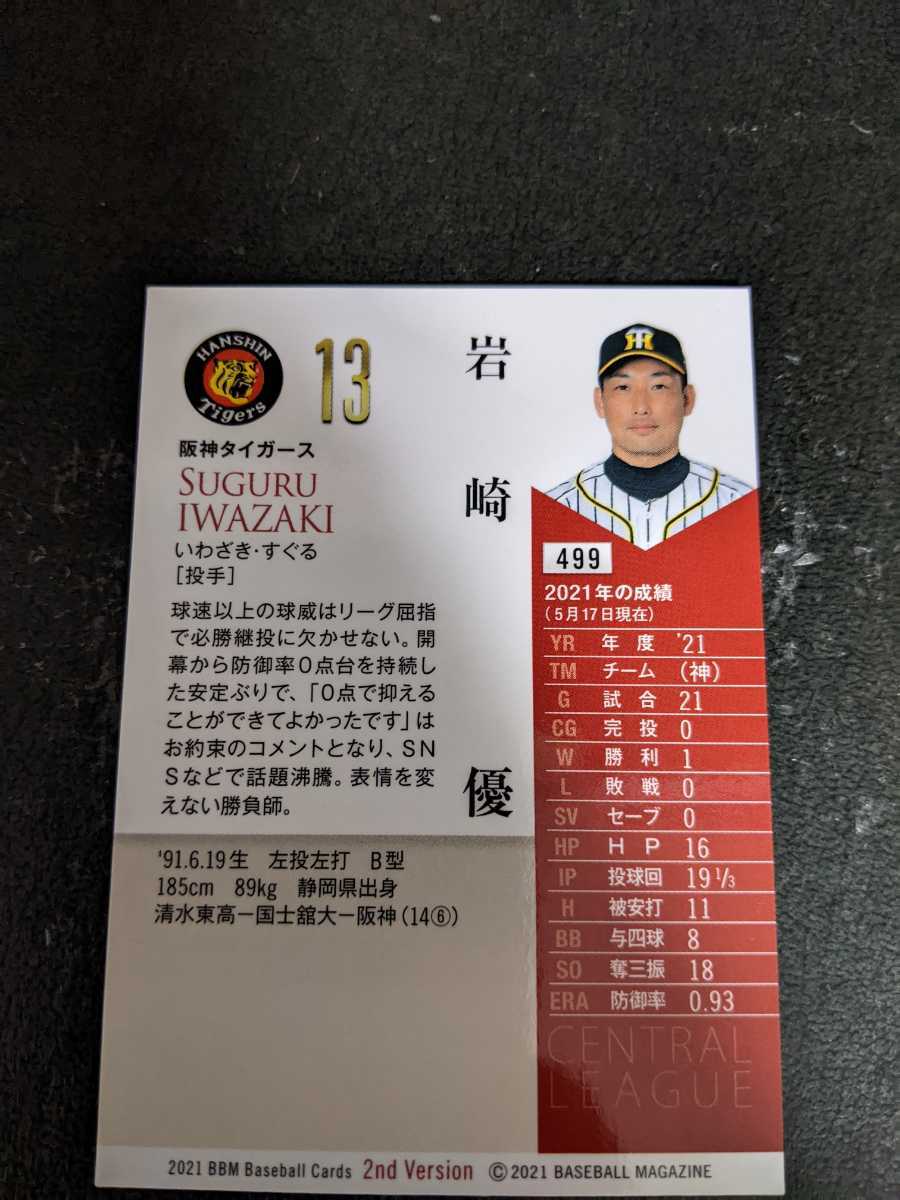 HANSHIN
Tigers
13
阪神タイガース
SUGURU
IWAZAKI
いわざき・すぐる
［投手］
岩崎優
球速以上の球威はリーグ屈指
で必勝継投に欠かせない。開
幕から防御率０点台を持続し
た安定ぶりで、「０点で抑える
ことができてよかったです」は
お約束のコメントとなり、ＳＮ
Ｓなどで話題沸騰。表情を変
えない勝負師。
'91.6.19生 左投左打 B型
185cm 89kg 静岡県出身
清水東高ー国士舘大ー阪神（14⑥）
499
2021年の成績
（5月17日現在）
YR 年度 '21
TM チーム （神）
G 試合 21
CG 完投 0
W 勝利 1
L 敗戦 0
SV セーブ 0
HP ＨＰ 16
IP 投球回 19 1/3
H 被安打 11
BB 与四球 8
SO 奪三振 18
ERA 防御率 0.93
CENTRAL
LEAGUE
2021 BBM Baseball Cards 2nd Version ©2021 BASEBALL MAGAZINE